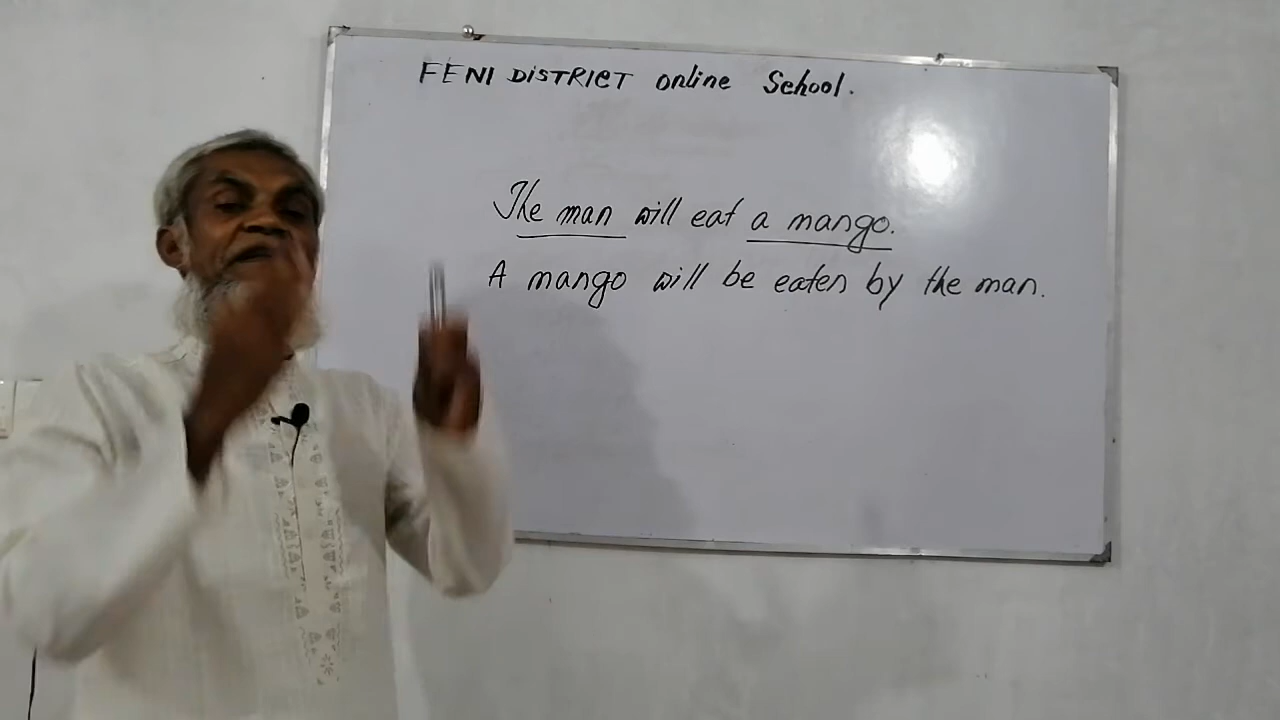 FENI DISTRICT online School.
The man will eat a mango.
A mango will be eaten by the man.